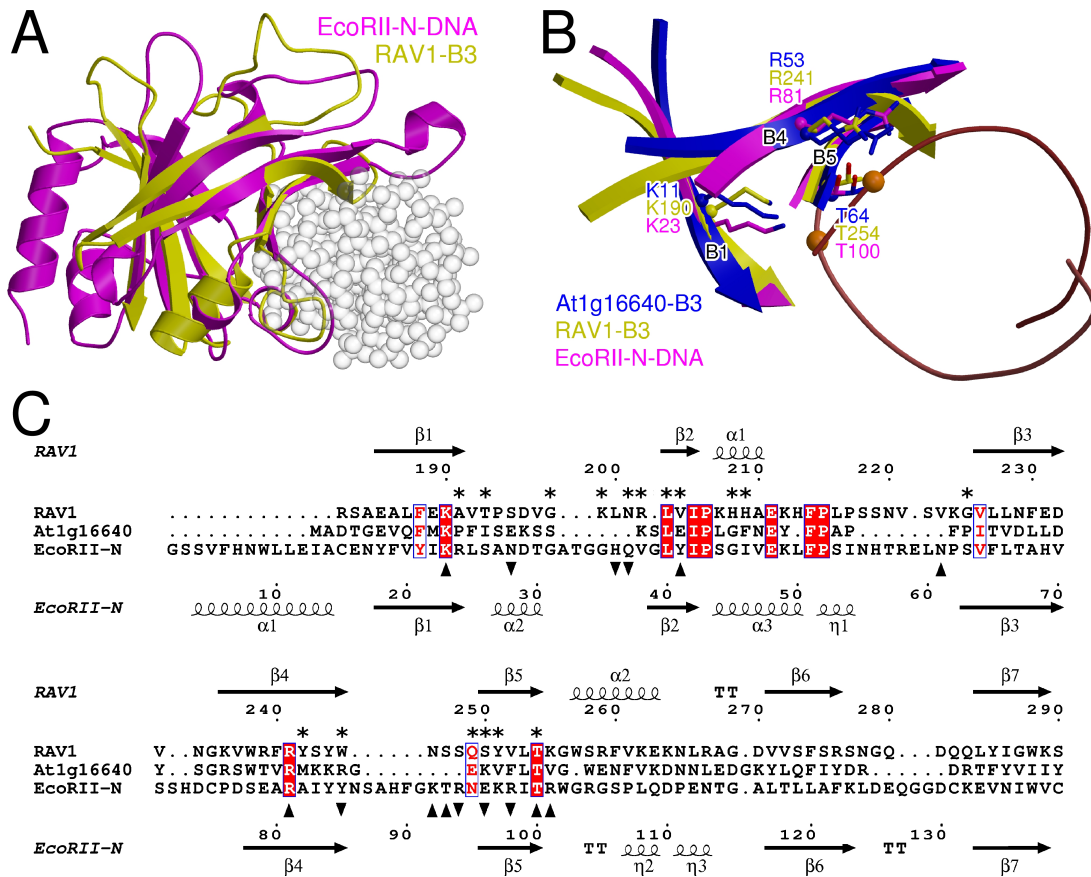 A
EcoRII-N-DNA
RAV1-B3
B
R53
R241
R81
B4
B5
K11
K190
K23
B1
T64
T254
T100
At1g16640-B3
RAV1-B3
EcoRII-N-DNA
C
RAV1 β1 β2 α1 β3
190 200 210 220 230
* * * * * * * * * * *
RAV1 ............RSAEALFEKAVTPSDVG...KLNRLVIPKHHAEKHFPLPSSNV.SVKGVLLNFED
At1g16640 ...........MADTGEVQFMKPFISEKSS......KSLEIPLGFNEY.FPAP.....FPITVDLLD
EcoRII-N GSSVFHNWLLEIACENYFVYIKRLSANDTGATGGHQVGLYIPSGIVEKLFPSINHTRELNPSVFLTAHV
10 20 30 40 50 60 70
EcoRII-N α1 β1 α2 β2 α3 η1 β3
RAV1 β4 β5 α2 TT β6 β7
240 250 260 270 280 290
* * * * * *
RAV1 V..NGKVWRFRYSYW......NSSQSYVLTKGWSRFVKEKNLRAG.DVVSFSRSNGQ..DQQLYIGWKS
At1g16640 Y..SGRSWTVRMKKRG........EKVFLTVG.WENFVKDNNLEDGKYLQFIYDR.....DRTFYVIIY
EcoRII-N SSHDCPDSEARAIYYNSAHFGKTRNEKRITRWGRGSPLQDPENTG.ALTLLAFKLDEQGGDCKEVNIWVC
80 90 100 110 120 130
EcoRII-N β4 β5 TT η2 η3 β6 TT β7